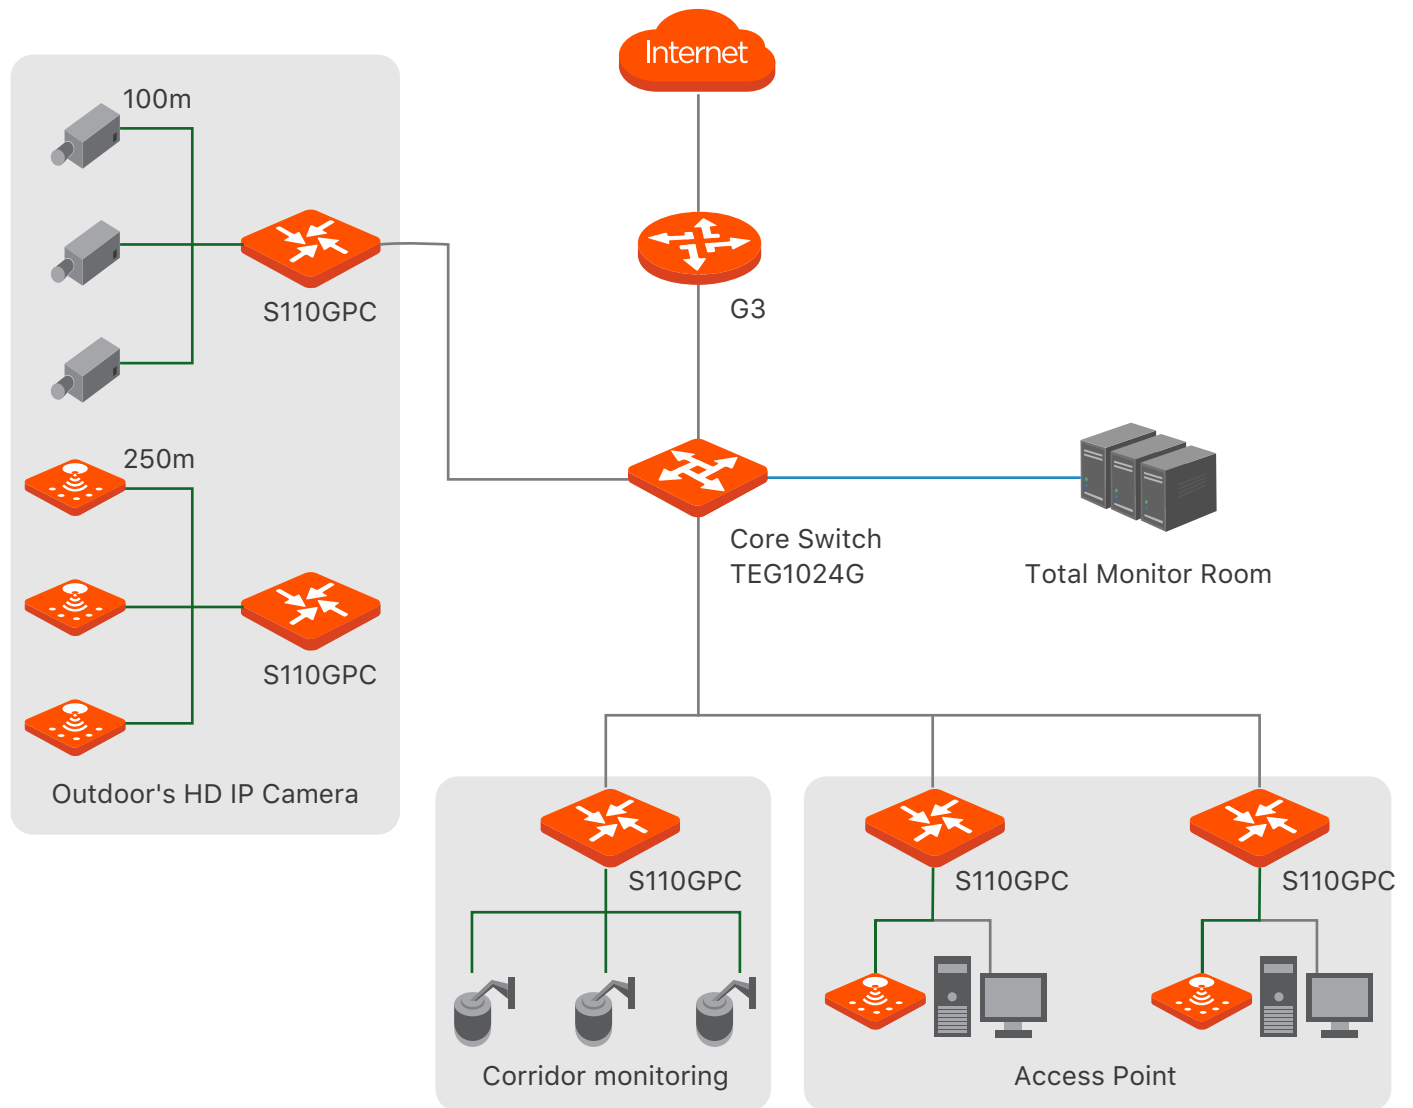 Internet
100m
S110GPC
G3
250m
Core Switch
TEG1024G
Total Monitor Room
S110GPC
Outdoor's HD IP Camera
S110GPC
S110GPC
S110GPC
Corridor monitoring
Access Point